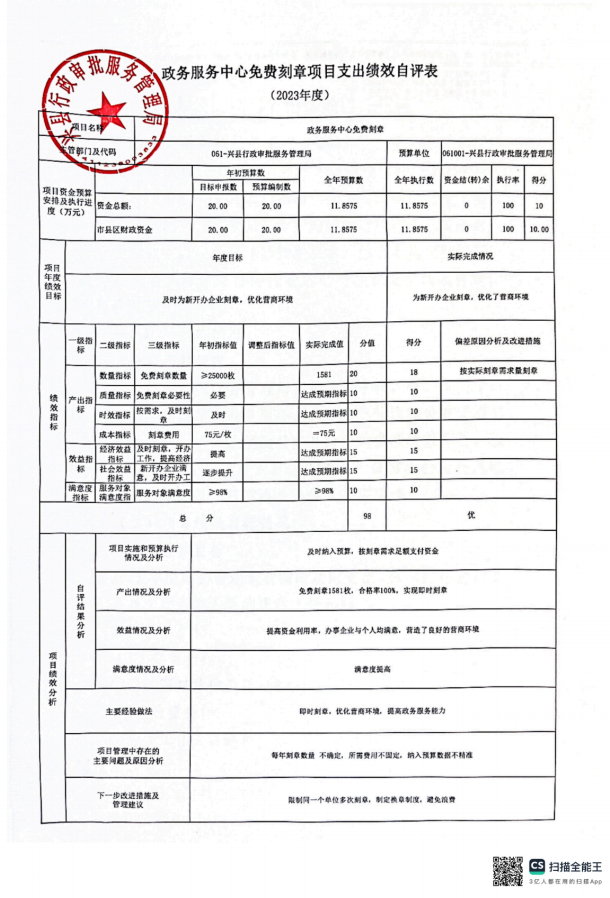 政务服务中心免费刻章项目支出绩效自评表
（2023年度）
兴县行政审批服务管理局
项目名称 政务服务中心免费刻章
主管部门及代码 061-兴县行政审批服务管理局 预算单位 061001-兴县行政审批服务管理局
项目资金预算安排及执行进度（万元） 年初预算数 全年预算数 全年执行数 资金结(转)余 执行率 得分
目标申报数 预算编制数
资金总额： 20.00 20.00 11.8575 11.8575 0 100 10
市县区财政资金 20.00 20.00 11.8575 11.8575 0 100 10.00
项目年度绩效目标 年度目标 实际完成情况
及时为新开办企业刻章，优化营商环境 为新开办企业刻章，优化了营商环境
绩效指标 一级指标 二级指标 三级指标 年初指标值 调整后指标值 实际完成值 分值 得分 偏差原因分析及改进措施
产出指标 数量指标 免费刻章数量 ≥25000枚 1581 20 18 按实际刻章需求量刻章
质量指标 免费刻章必要性 必要 达成预期指标 10 10
时效指标 按需求，及时刻章 及时 达成预期指标 10 10
成本指标 刻章费用 75元/枚 =75元 10 10
效益指标 经济效益指标 及时刻章，开办工作，提高经济 提高 达成预期指标 15 15
社会效益指标 新开办企业满意，及时开办工 逐步提升 达成预期指标 15 15
满意度指标 服务对象满意度指 服务对象满意度 ≥98% ≥98% 10 10
总 分 98 优
项目绩效分析 自评结果分析 项目实施和预算执行情况及分析 及时纳入预算，按刻章需求足额支付资金
产出情况及分析 免费刻章1581枚，合格率100%，实现即时刻章
效益情况及分析 提高资金利用率，办事企业与个人均满意，营造了良好的营商环境
满意度情况及分析 满意度提高
主要经验做法 即时刻章，优化营商环境，提高政务服务能力
项目管理中存在的主要问题及原因分析 每年刻章数量 不确定，所需费用不固定，纳入预算数据不精准
下一步改进措施及管理建议 限制同一个单位多次刻章，制定换章制度，避免浪费
CS 扫描全能王
3亿人都在用的扫描App